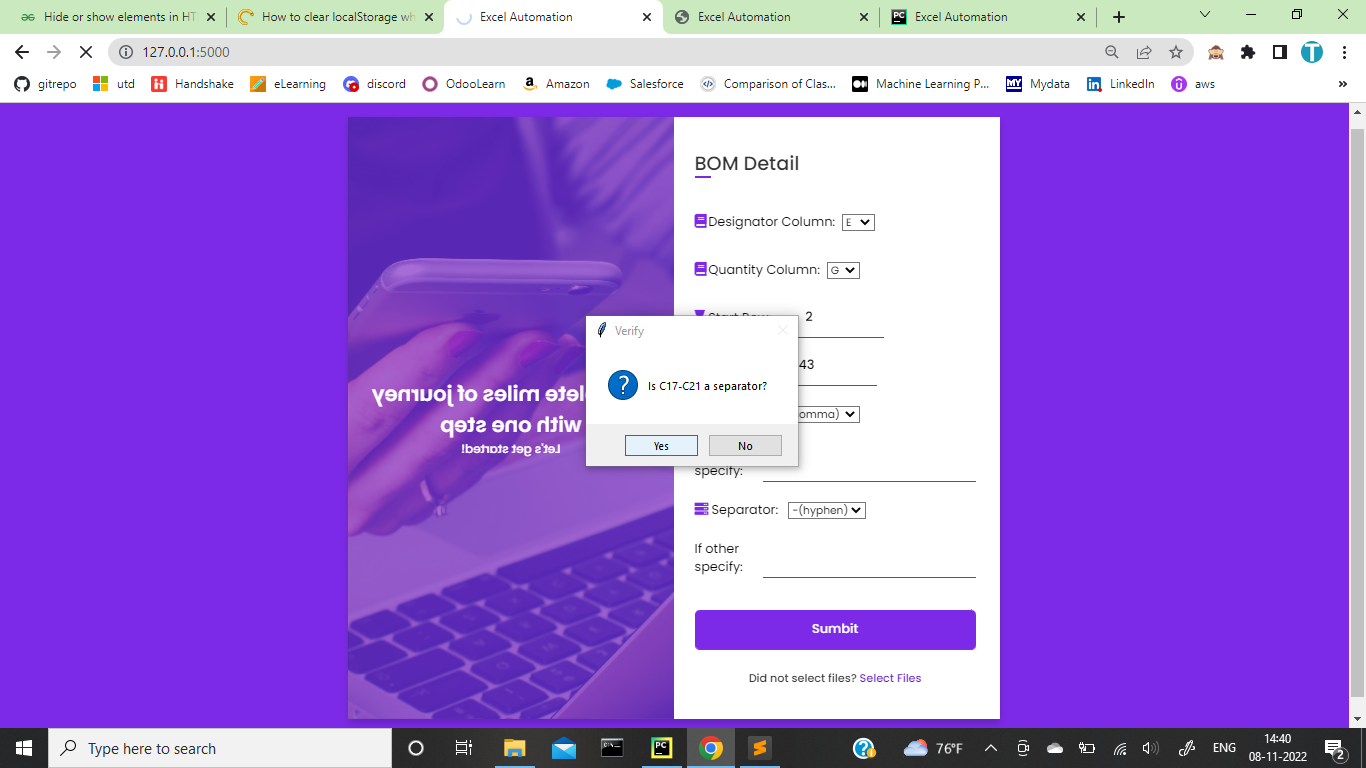 Hide or show elements in HT
How to clear localStorage wh
Excel Automation
Excel Automation
Excel Automation
127.0.0.1:5000
gitrepo
utd
Handshake
eLearning
discord
OdooLearn
Amazon
Salesforce
Comparison of Clas...
Machine Learning P...
MY Mydata
LinkedIn
aws
»
BOM Detail
Designator Column: E
Quantity Column: G
2
43
omma)
specify:
Separator: -(hyphen)
If other
specify:
Sumbit
Did not select files? Select Files
Verify
Is C17-C21 a separator?
Yes
No
lete miles of journey
with one step
Let's get started!
Type here to search
76°F
ENG
14:40
08-11-2022
2